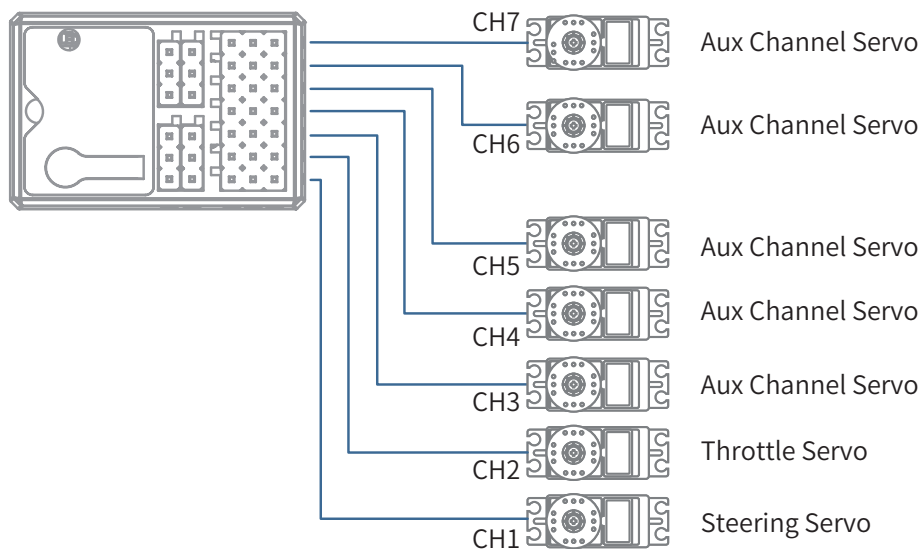 CH7
Aux Channel Servo
Aux Channel Servo
CH6
Aux Channel Servo
CH5
Aux Channel Servo
CH4
Aux Channel Servo
CH3
Throttle Servo
CH2
Steering Servo
CH1